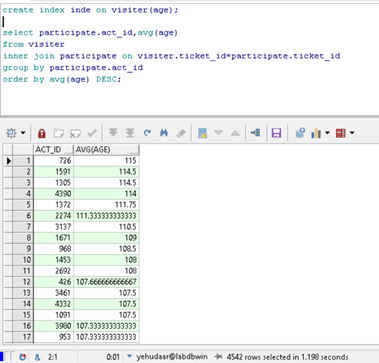 create index inde on visiter(age);
select participate.act_id,avg(age)
from visiter
inner join participate on visiter.ticket_id=participate.ticket_id
group by participate.act_id
order by avg(age) DESC;
ACT_ID AVG(AGE)
1 726 115
2 1591 114.5
3 1305 114.5
4 4390 114
5 1372 111.75
6 2274 111.333333333333
7 3137 110.5
8 1671 109
9 968 108.5
10 1453 108
11 2692 108
12 426 107.666666666667
13 3461 107.5
14 4332 107.5
15 1091 107.5
16 3980 107.333333333333
17 953 107.333333333333
& 2:1 0:01 yehudaar@labdbwin 4542 rows selected in 1.198 seconds